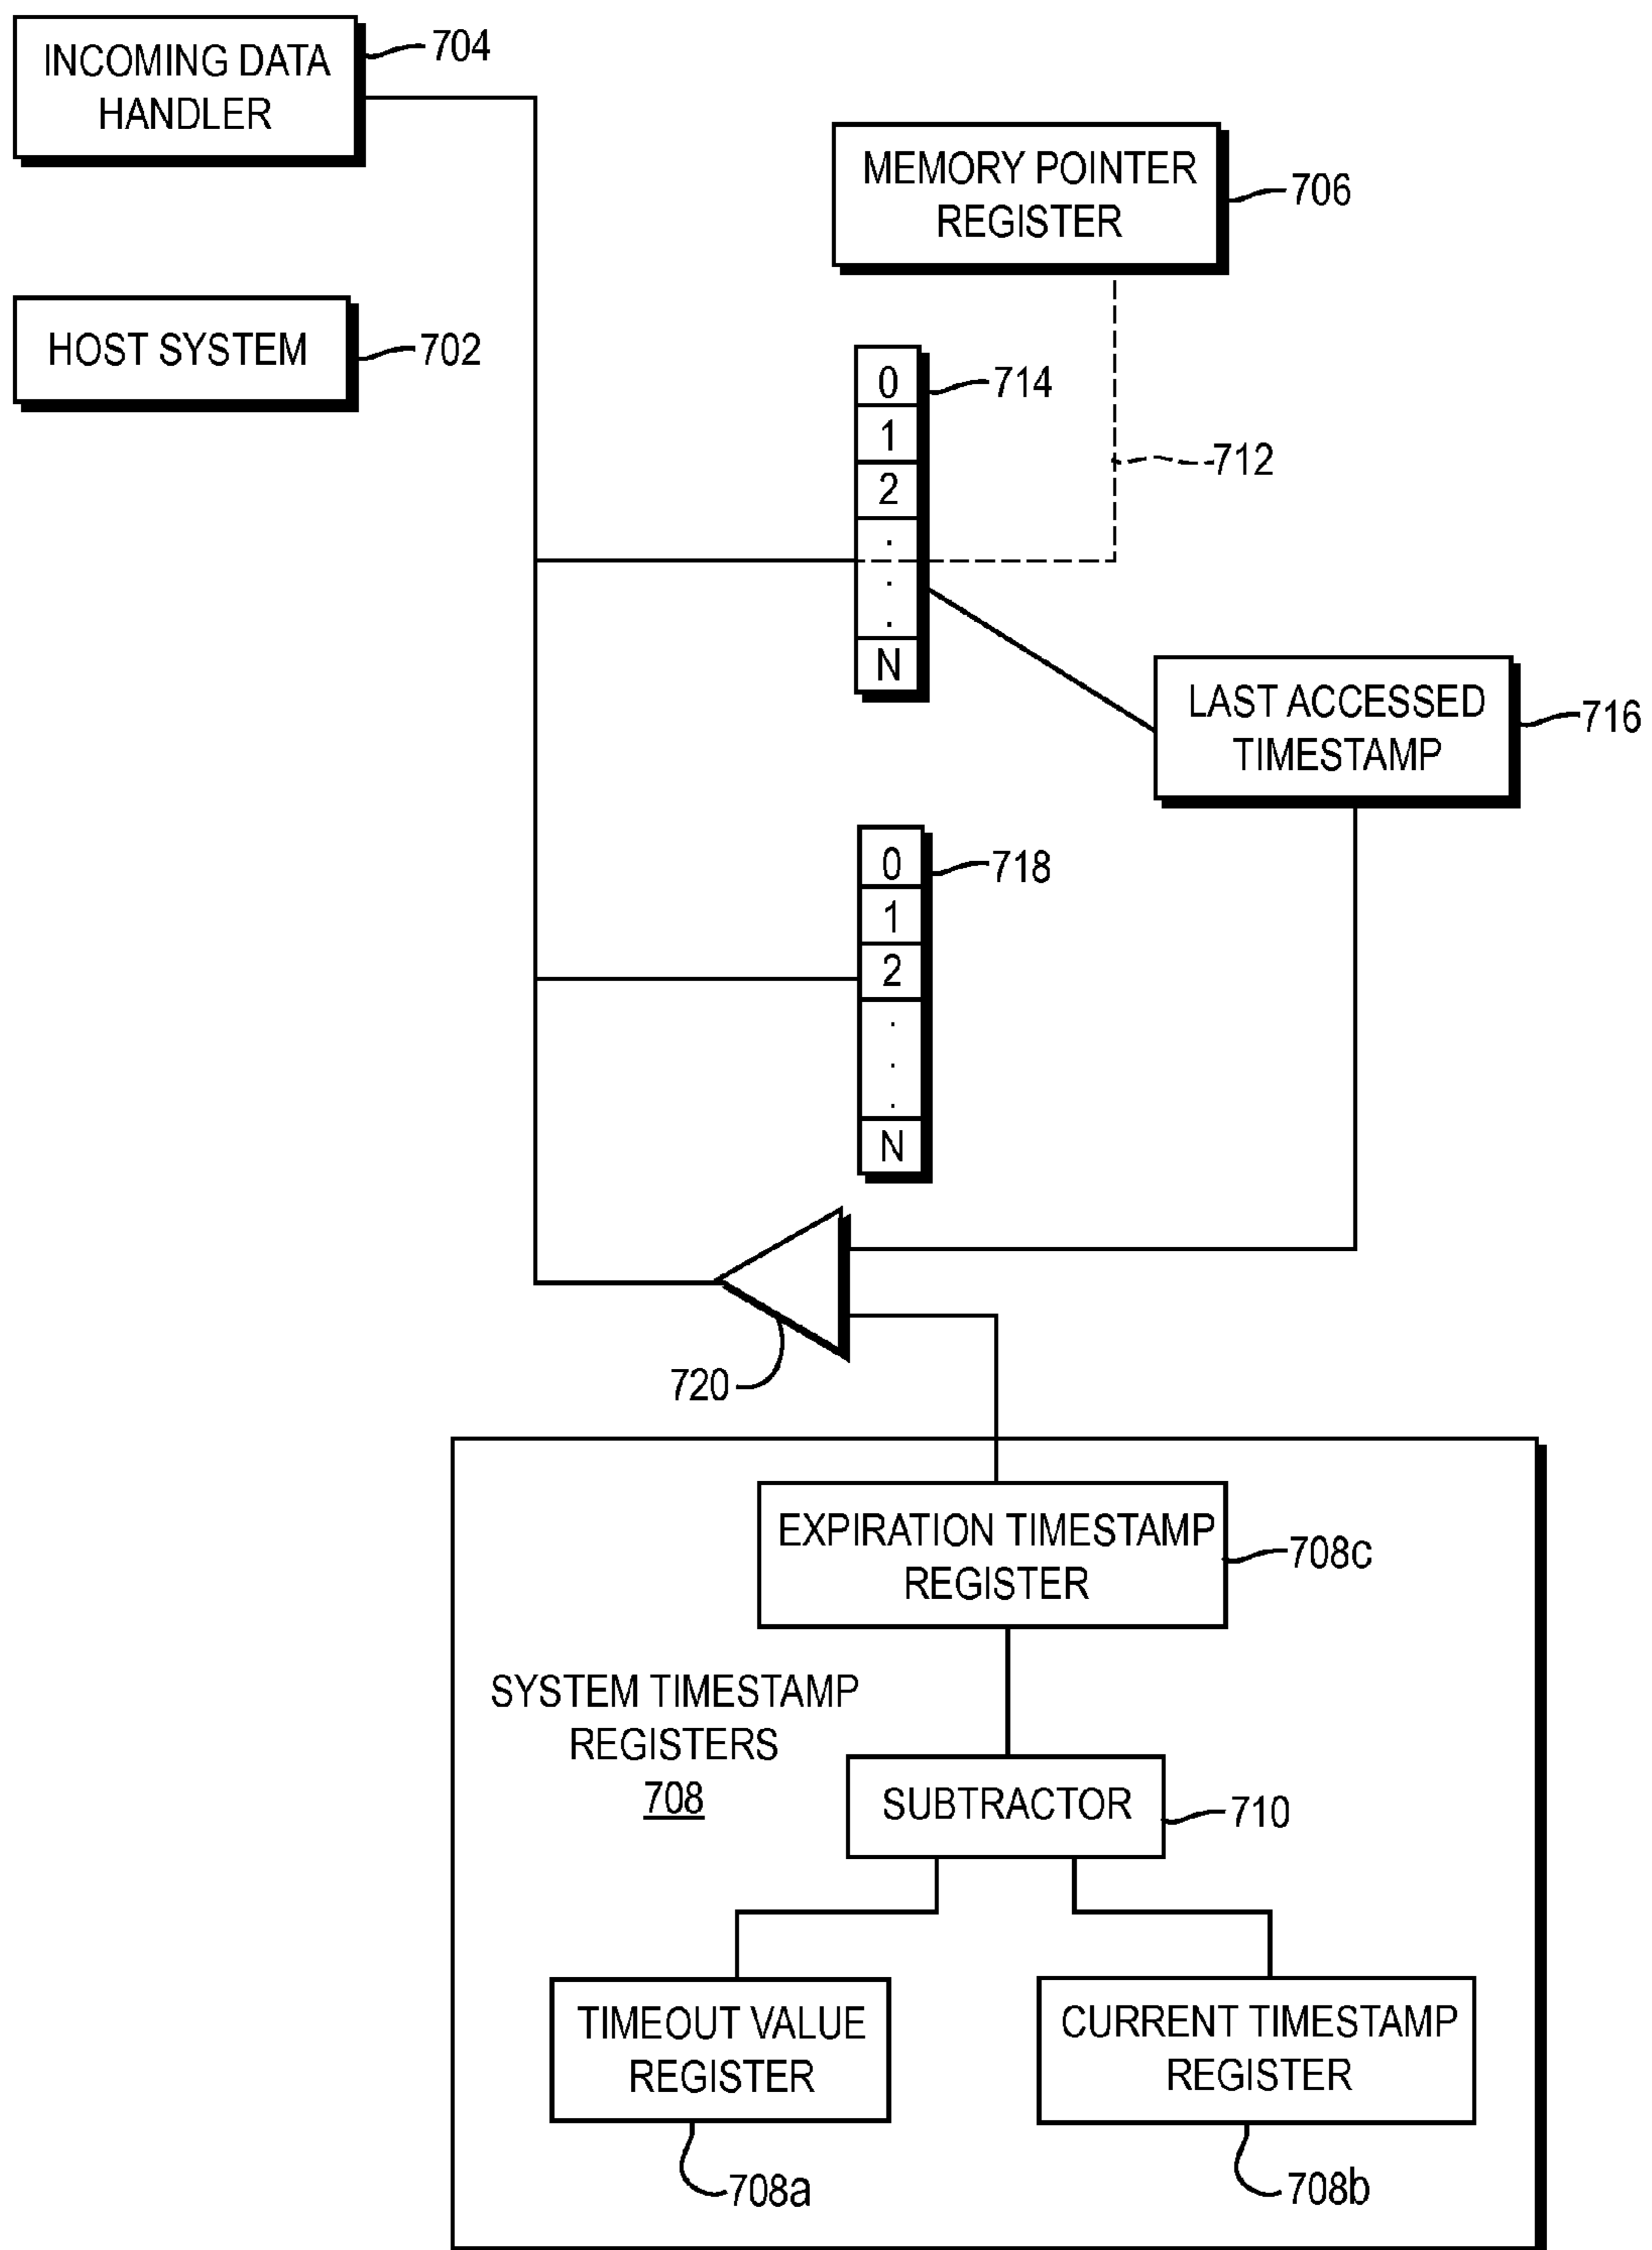 INCOMING DATA
HANDLER
704
MEMORY POINTER
REGISTER
706
HOST SYSTEM
702
0
1
2
.
.
.
N
714
712
LAST ACCESSED
TIMESTAMP
716
0
1
2
.
.
.
N
718
720
EXPIRATION TIMESTAMP
REGISTER
708c
SYSTEM TIMESTAMP
REGISTERS
708
SUBTRACTOR
710
TIMEOUT VALUE
REGISTER
708a
CURRENT TIMESTAMP
REGISTER
708b